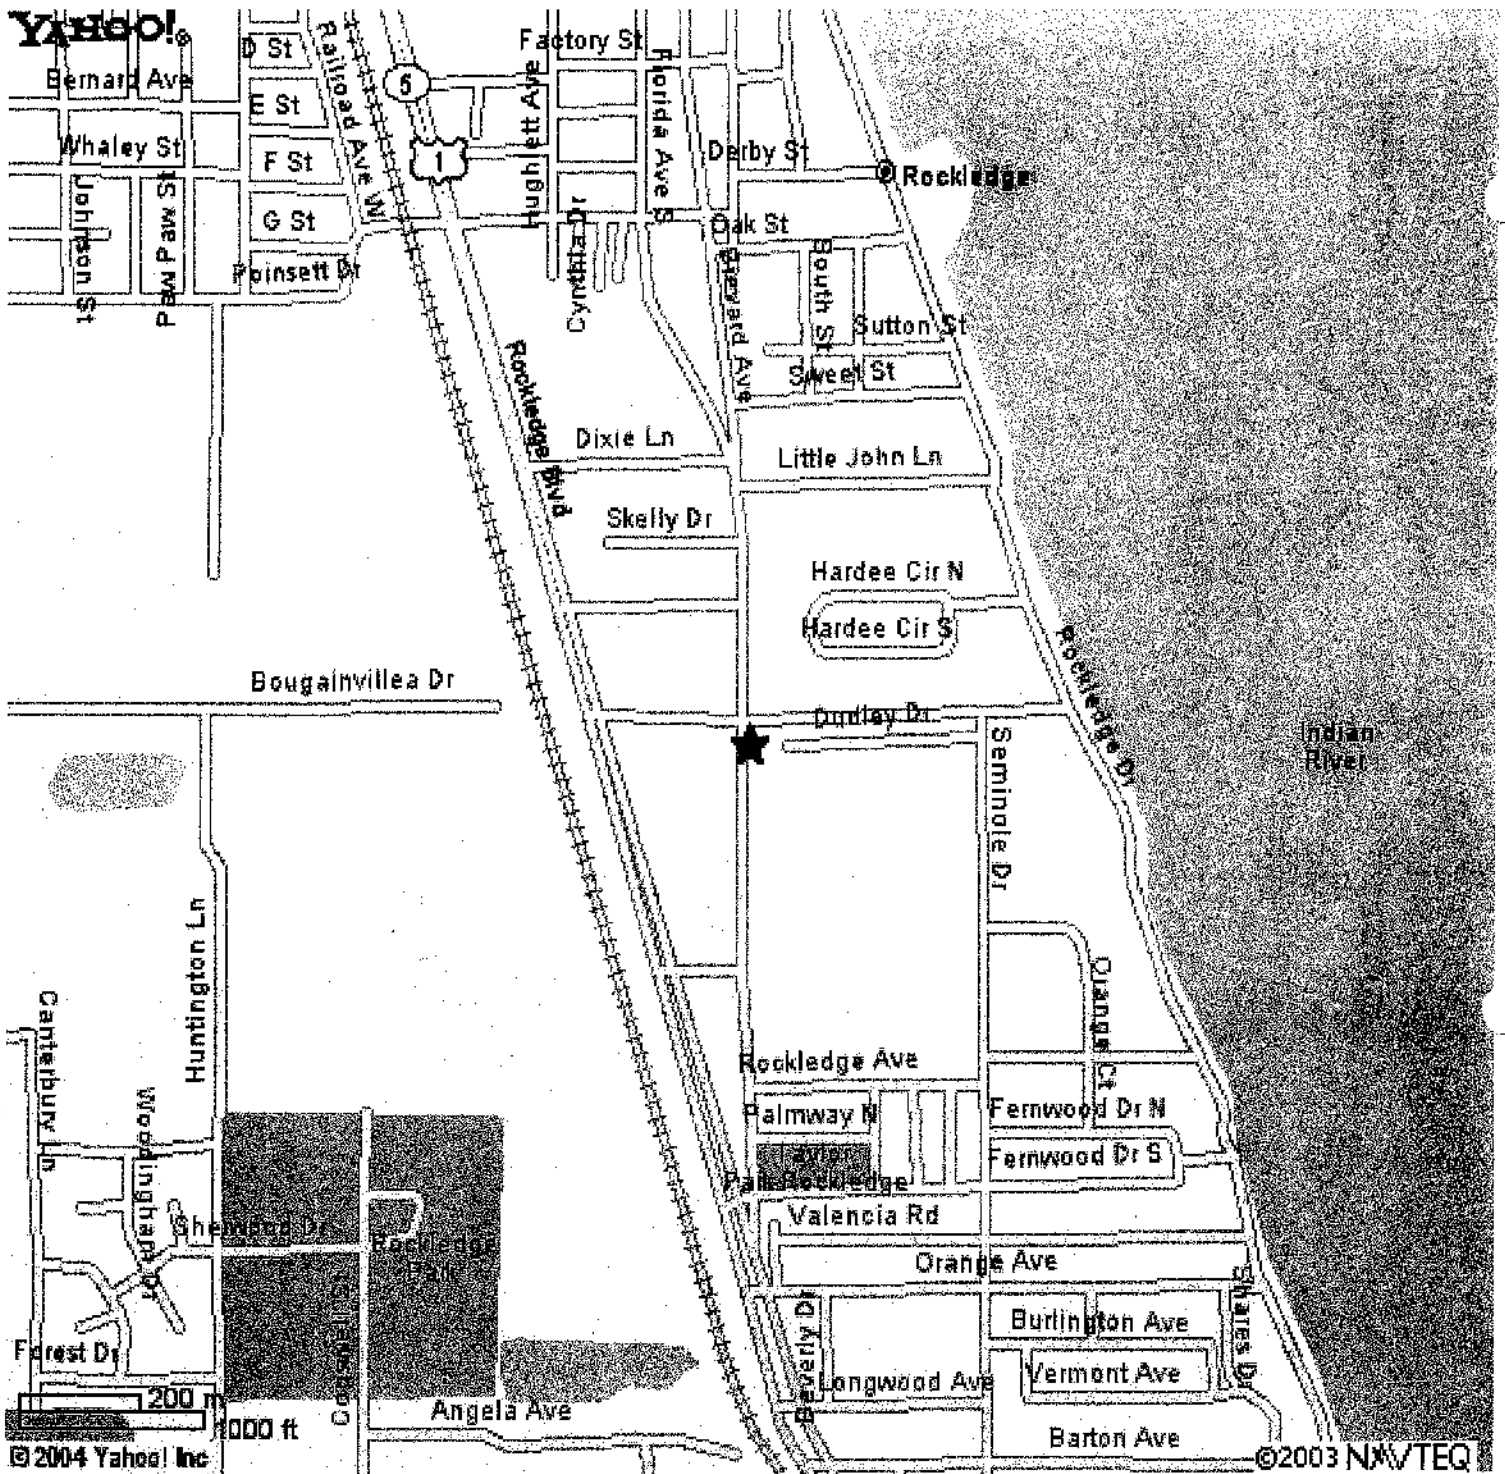 YAHOO!
D St
Factory St
Bernard Ave
Railroad Ave W
5
Hughlett Ave
Florida Ave S
E St
Whaley St
F St
1
Derby St
Rockledge
Johnson St
Paw Paw St
G St
Cynthia Dr
Oak St
Poinsett Dr
Brevard Ave
South St
Sutton St
Rockledge Blvd
Sweet St
Dixie Ln
Little John Ln
Skelly Dr
Hardee Cir N
Hardee Cir S
Rockledge Dr
Bougainvillea Dr
Dudley Dr
Indian
River
Seminole Dr
Huntington Ln
Orange Ct
Canterbury Ln
Rockledge Ave
Woodingham Dr
Palmway N
Fernwood Dr N
Taylor
Fernwood Dr S
Park Rockledge
Valencia Rd
Sherwood Dr
Rockledge
Park
Orange Ave
Shares Dr
Beverly Dr
Burlington Ave
Forest Dr
Vermont Ave
Longwood Ave
200 m
Angela Ave
1000 ft
Barton Ave
©2004 Yahoo! Inc
©2003 NAVTEQ